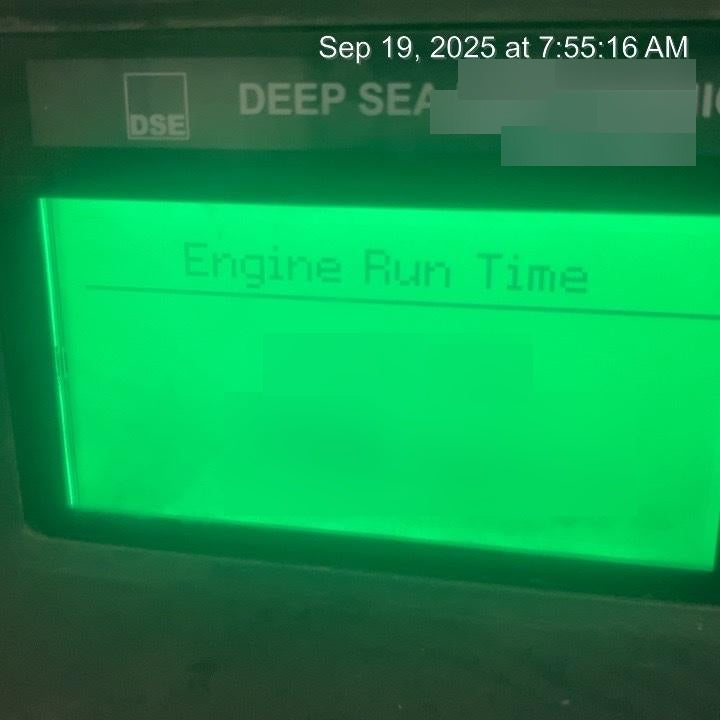 Sep 19, 2025 at 7:55:16 AM
DSE
DEEP SEA
Engine Run Time